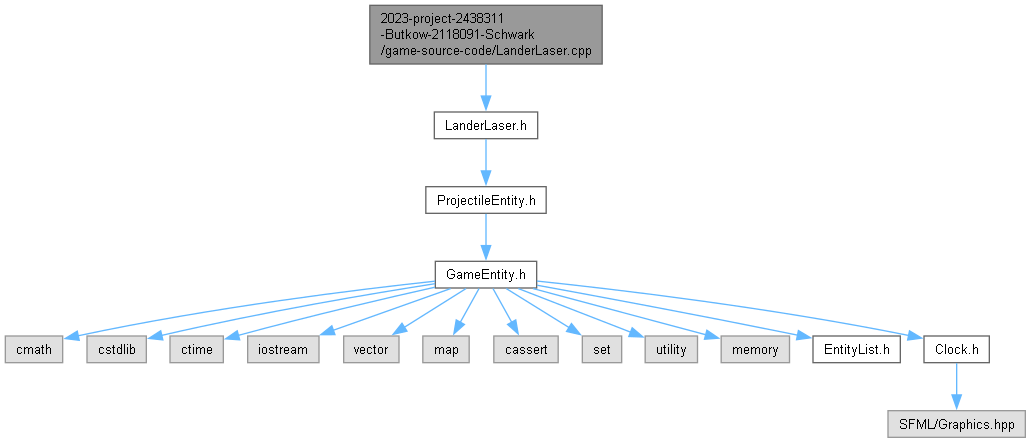 2023-project-2438311
-Butkow-2118091-Schwark
/game-source-code/LanderLaser.cpp
LanderLaser.h
ProjectileEntity.h
GameEntity.h
cmath
cstdlib
ctime
iostream
vector
map
cassert
set
utility
memory
EntityList.h
Clock.h
SFML/Graphics.hpp